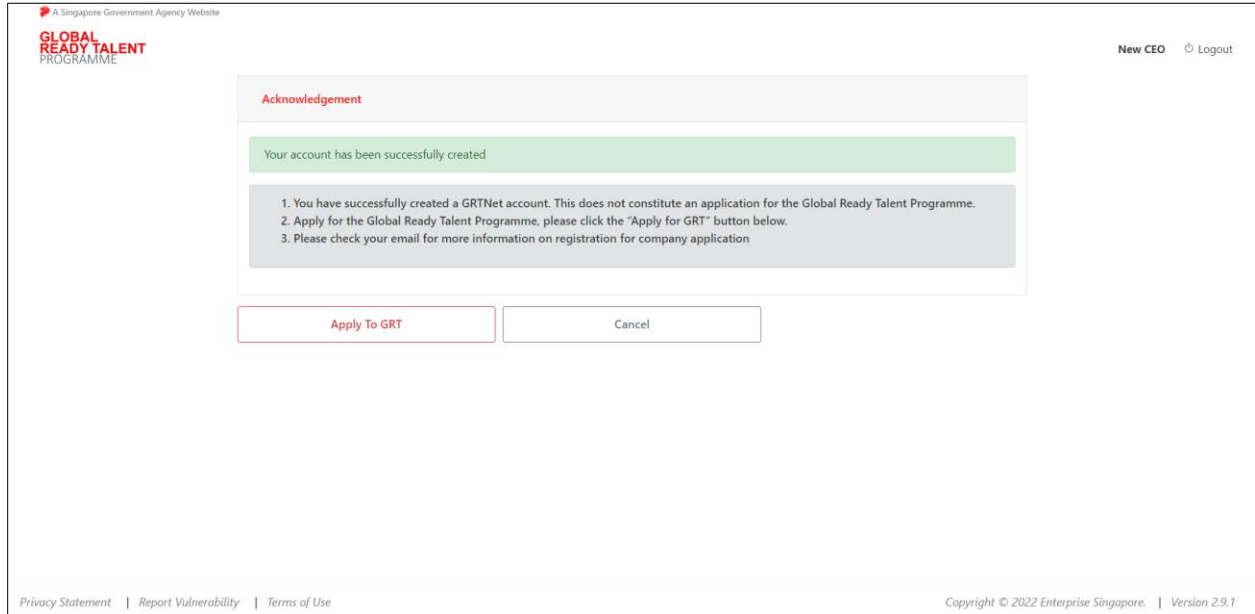 A Singapore Government Agency Website
GLOBAL
READY TALENT
PROGRAMME
New CEO Logout
Acknowledgement
Your account has been successfully created
1. You have successfully created a GRTNet account. This does not constitute an application for the Global Ready Talent Programme.
2. Apply for the Global Ready Talent Programme, please click the "Apply for GRT" button below.
3. Please check your email for more information on registration for company application
Apply To GRT Cancel
Privacy Statement | Report Vulnerability | Terms of Use Copyright © 2022 Enterprise Singapore. | Version 2.9.1